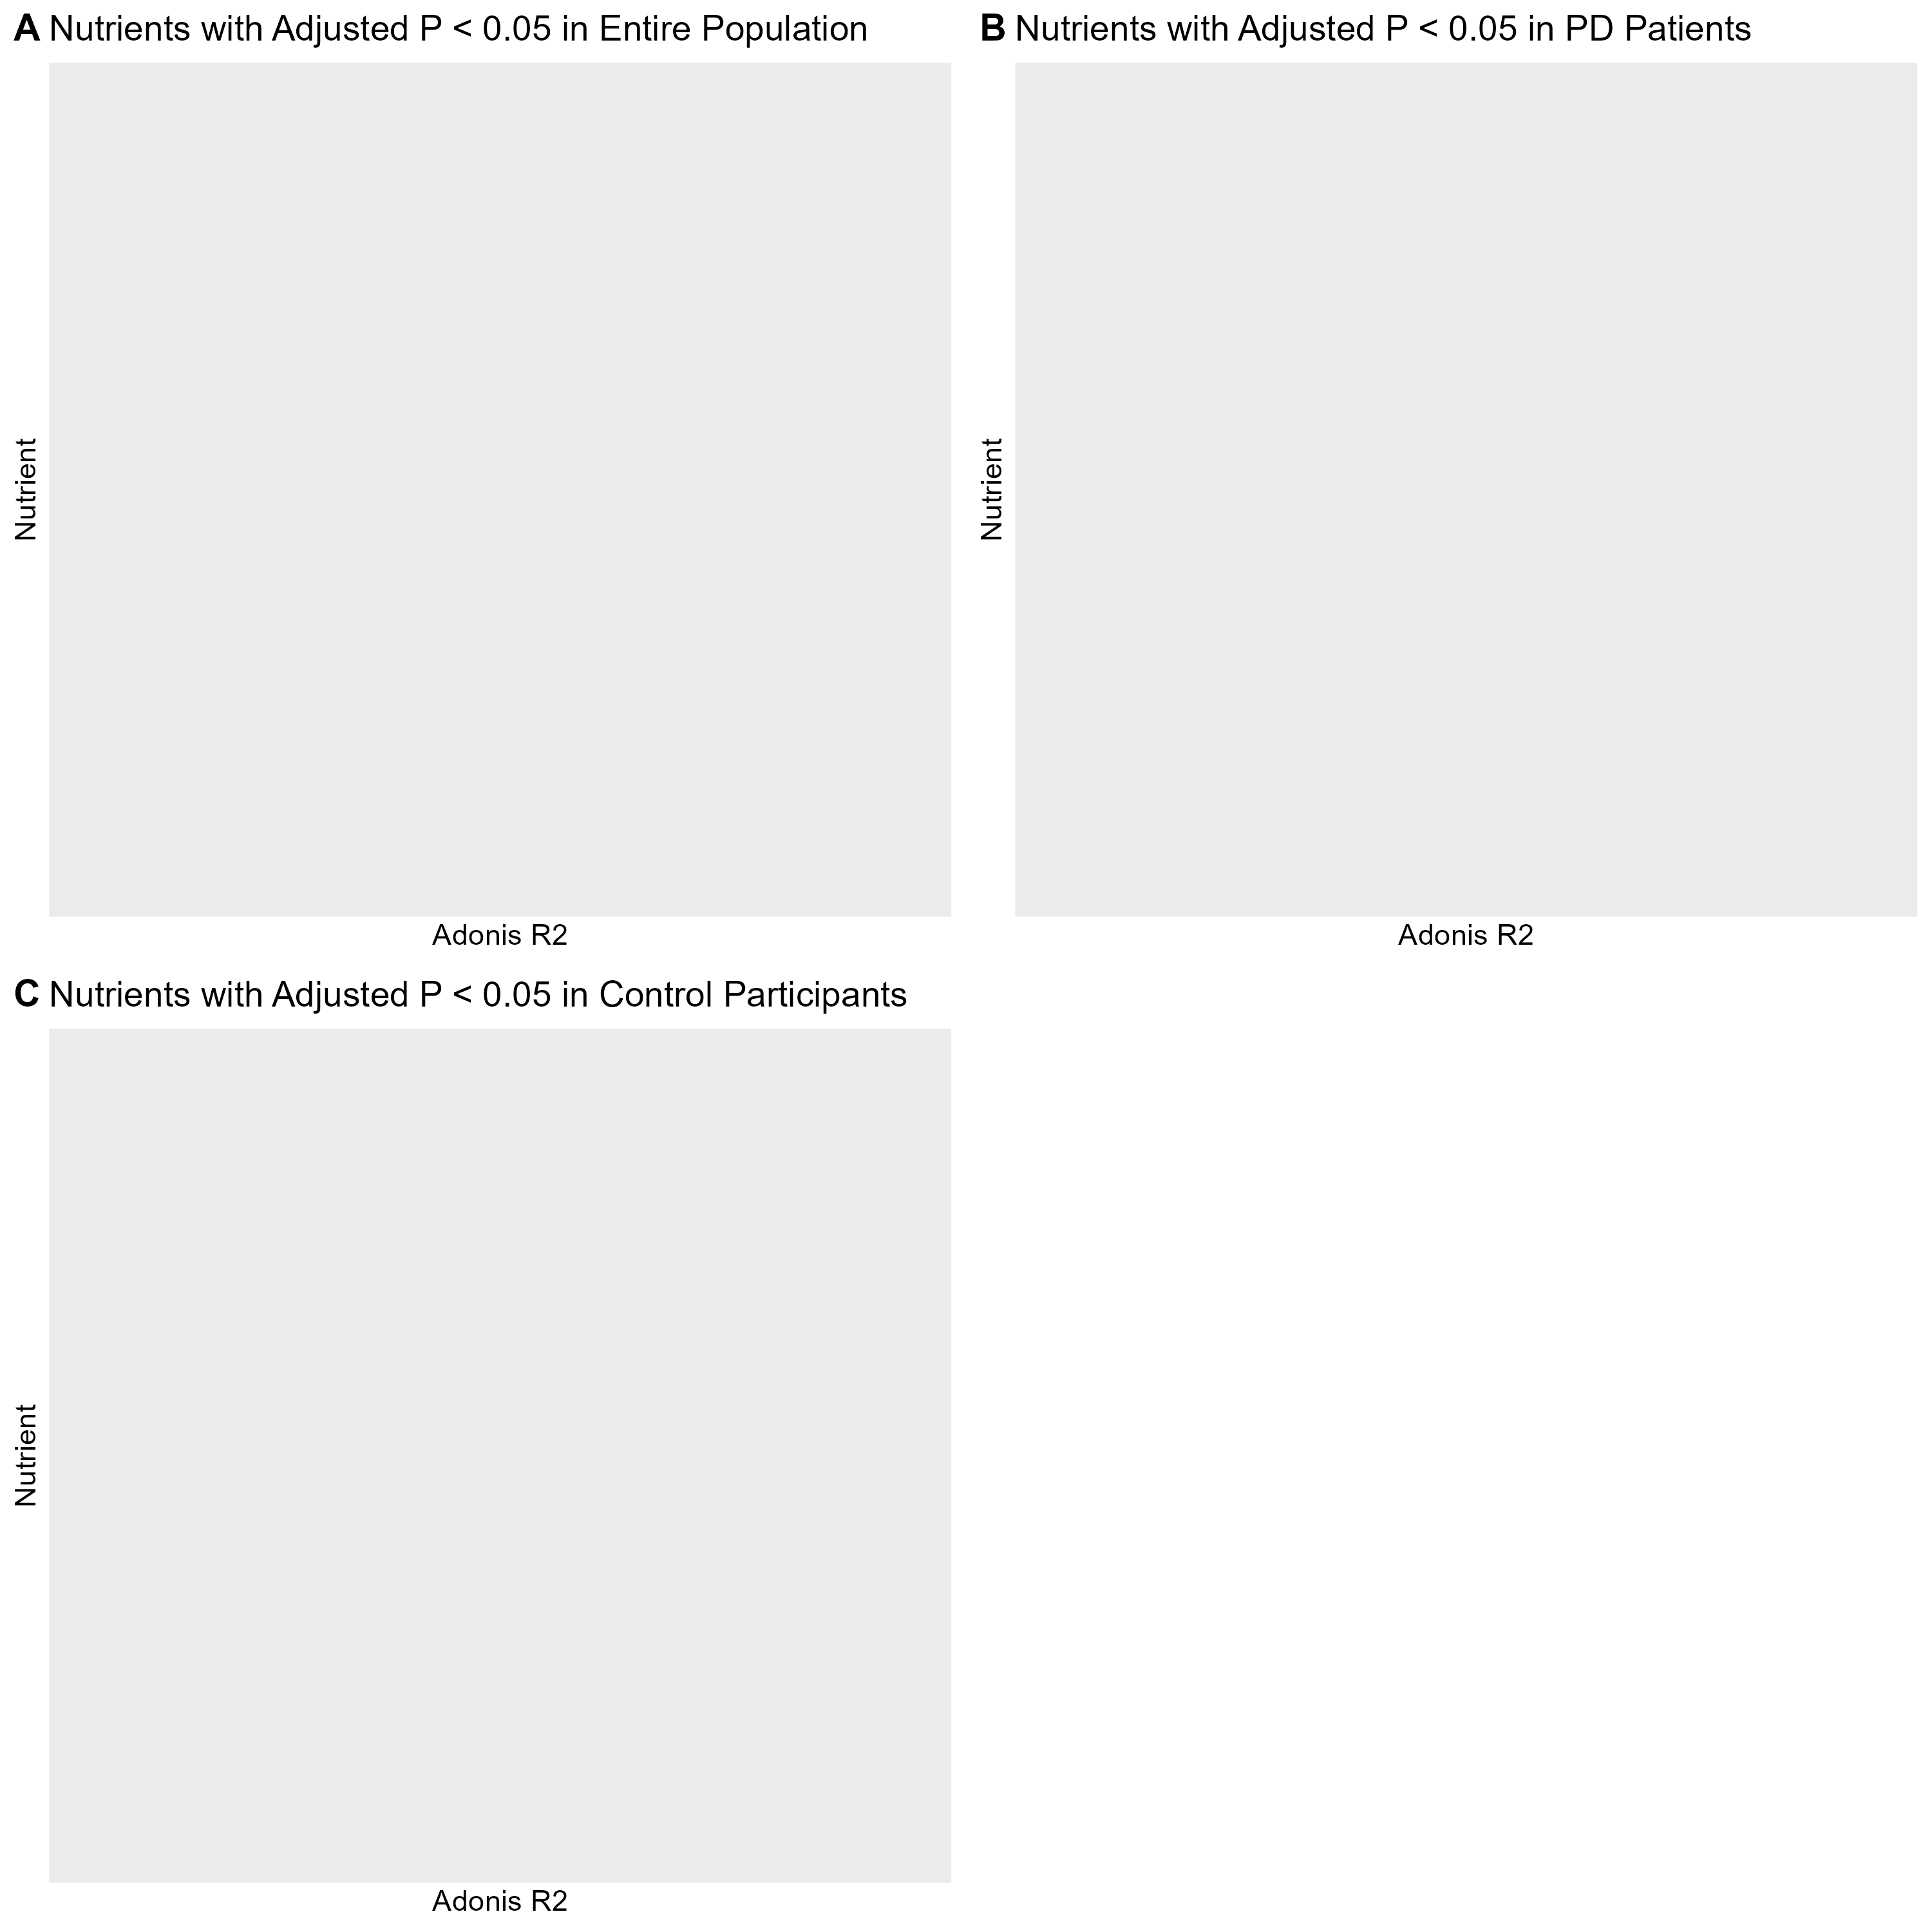 A Nutrients with Adjusted P < 0.05 in Entire Population
Nutrient
Adonis R2
B Nutrients with Adjusted P < 0.05 in PD Patients
Nutrient
Adonis R2
C Nutrients with Adjusted P < 0.05 in Control Participants
Nutrient
Adonis R2